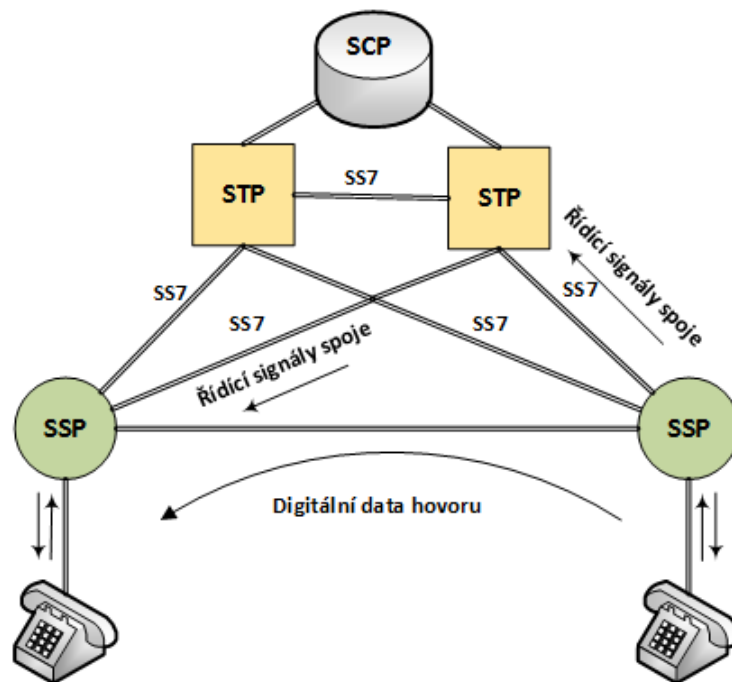 SCP
STP
SS7
STP
Řídící signály spoje
SS7
SS7
SS7
SS7
Řídící signály spoje
SSP
SSP
Digitální data hovoru